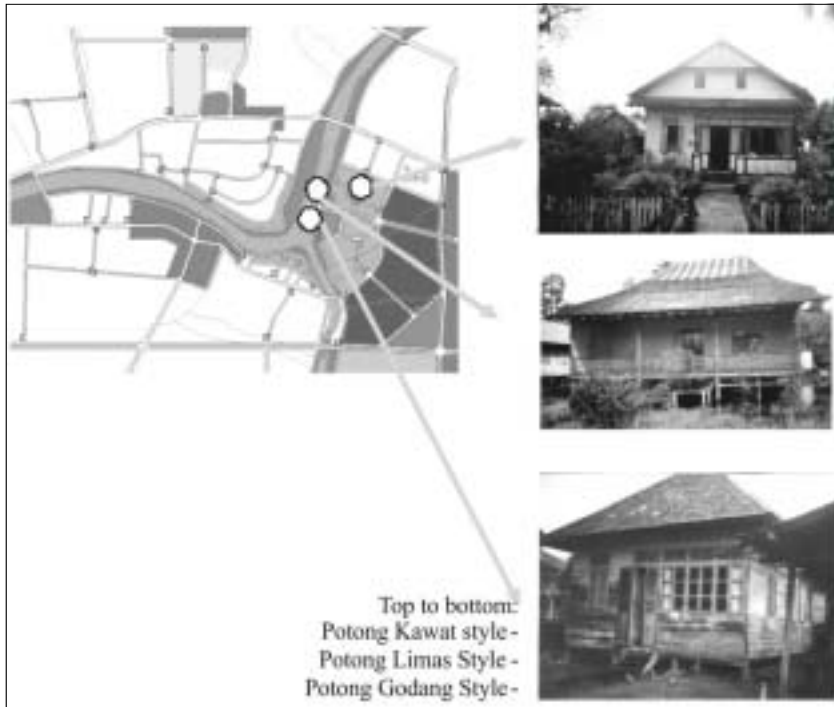 Top to bottom:
Potong Kawat style -
Potong Limas Style -
Potong Godang Style -